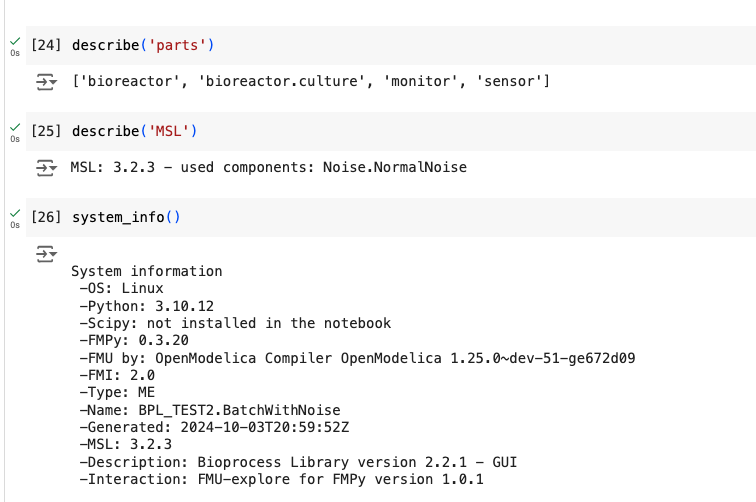 [24] describe('parts')
0s
['bioreactor', 'bioreactor.culture', 'monitor', 'sensor']
[25] describe('MSL')
0s
MSL: 3.2.3 – used components: Noise.NormalNoise
[26] system_info()
0s
System information
–OS: Linux
–Python: 3.10.12
–Scipy: not installed in the notebook
–FMPy: 0.3.20
–FMU by: OpenModelica Compiler OpenModelica 1.25.0~dev-51-ge672d09
–FMI: 2.0
–Type: ME
–Name: BPL_TEST2.BatchWithNoise
–Generated: 2024-10-03T20:59:52Z
–MSL: 3.2.3
–Description: Bioprocess Library version 2.2.1 – GUI
–Interaction: FMU-explore for FMPy version 1.0.1